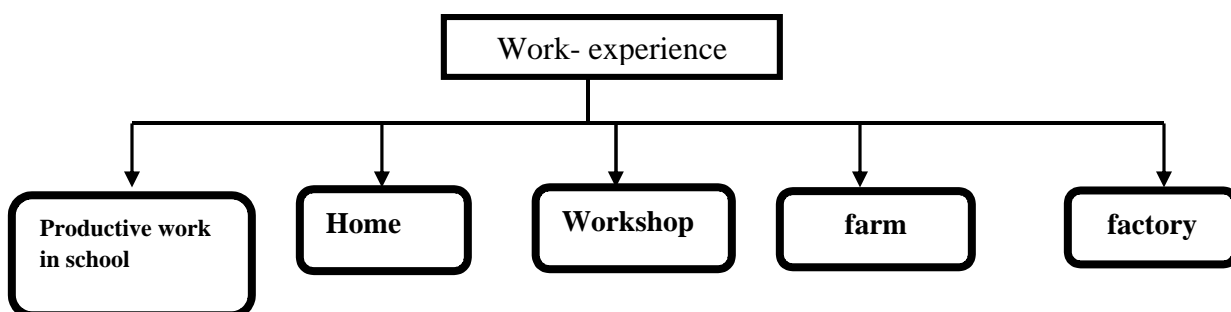 Work- experience
Productive work
in school
Home
Workshop
farm
factory